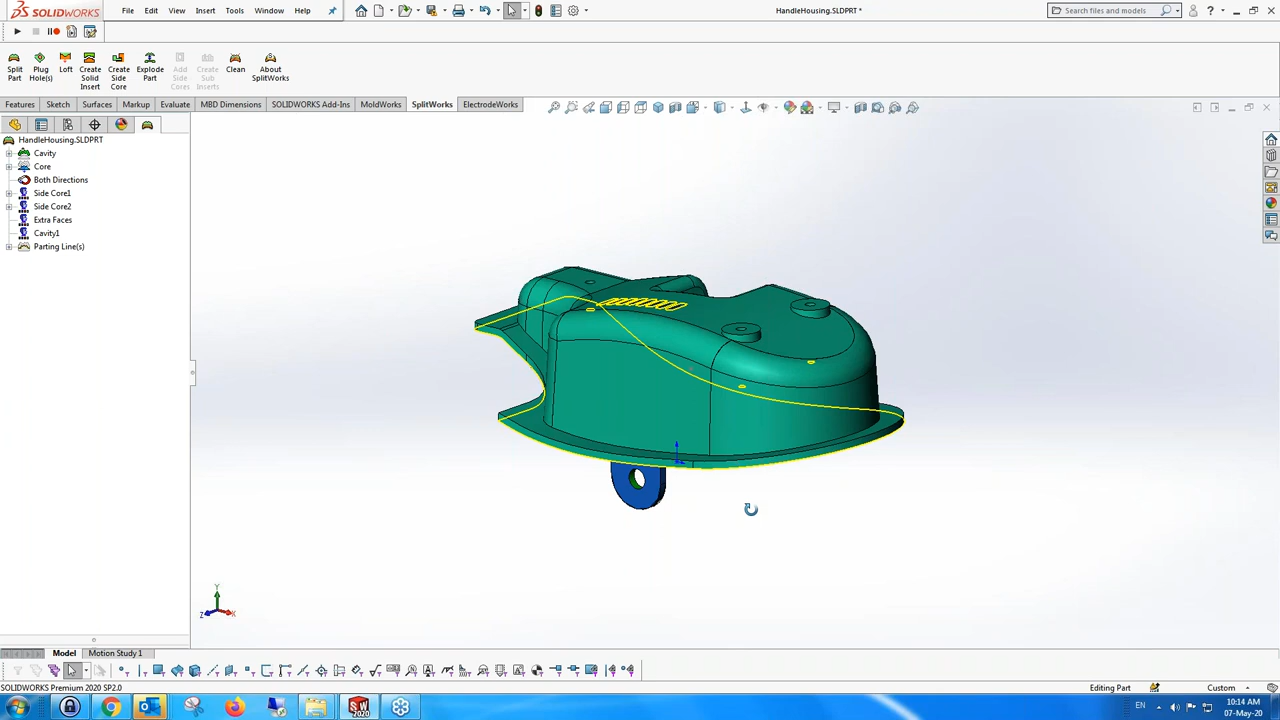 SOLIDWORKS File Edit View Insert Tools Window Help HandleHousing.SLDPRT * Search files and models
Split Part Plug Hole(s) Loft Create Solid Insert Create Side Core Explode Part Add Side Cores Create Sub Inserts Clean About SplitWorks
Features Sketch Surfaces Markup Evaluate MBD Dimensions SOLIDWORKS Add-Ins MoldWorks SplitWorks ElectrodeWorks
HandleHousing.SLDPRT
Cavity
Core
Both Directions
Side Core1
Side Core2
Extra Faces
Cavity1
Parting Line(s)
Y
Z
X
Model Motion Study 1
SOLIDWORKS Premium 2020 SP2.0 Editing Part Custom
EN 10:14 AM
07-May-20